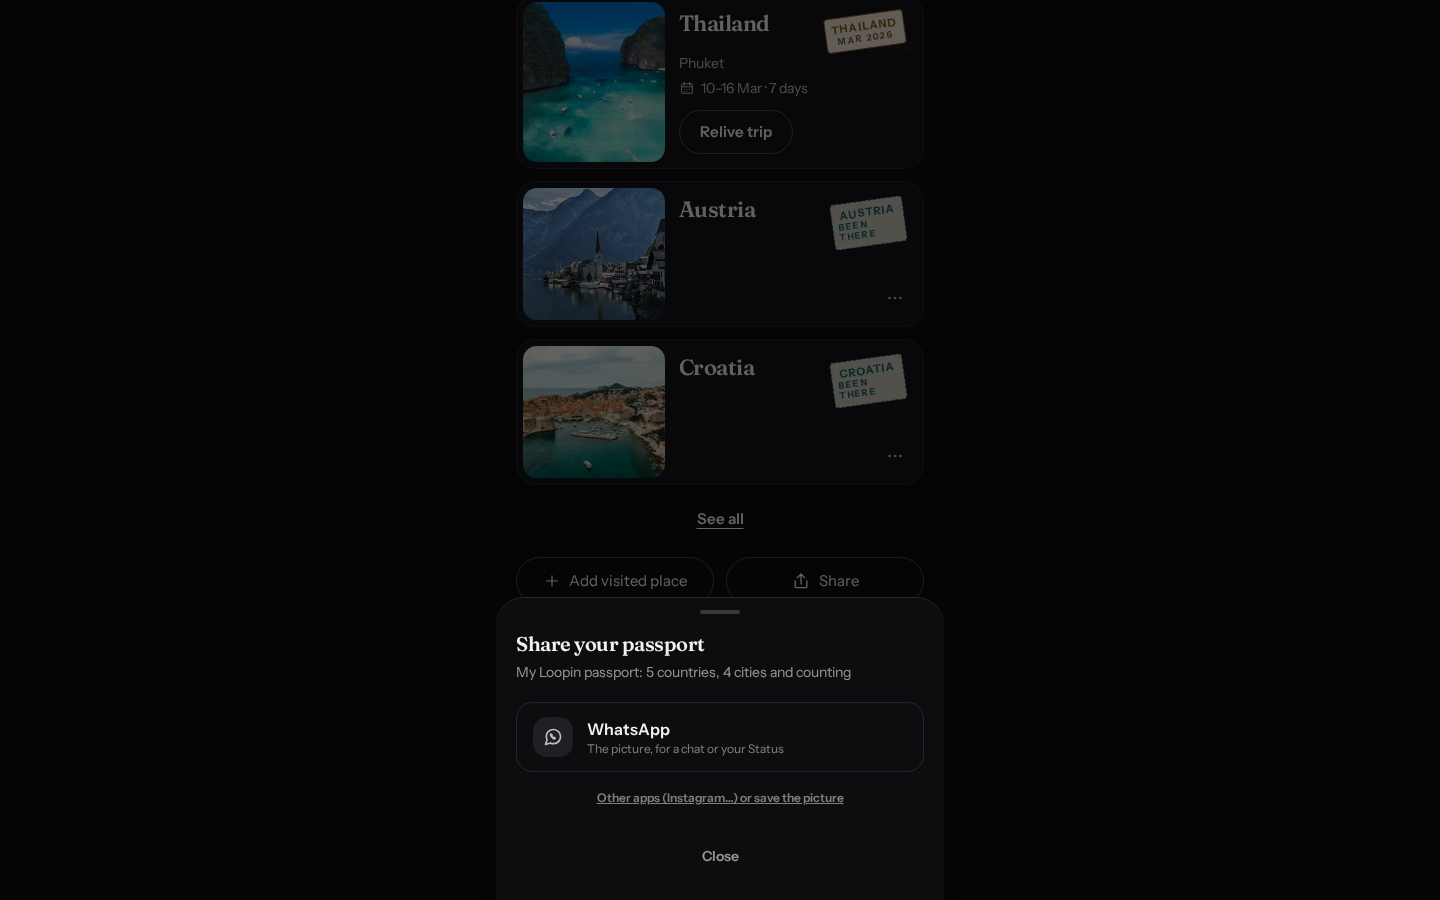 Thailand
THAILAND
MAR 2026
Phuket
10–16 Mar · 7 days
Relive trip
Austria
AUSTRIA
BEEN
THERE
...
Croatia
CROATIA
BEEN
THERE
...
See all
Add visited place
Share
Share your passport
My Loopin passport: 5 countries, 4 cities and counting
WhatsApp
The picture, for a chat or your Status
Other apps (Instagram...) or save the picture
Close